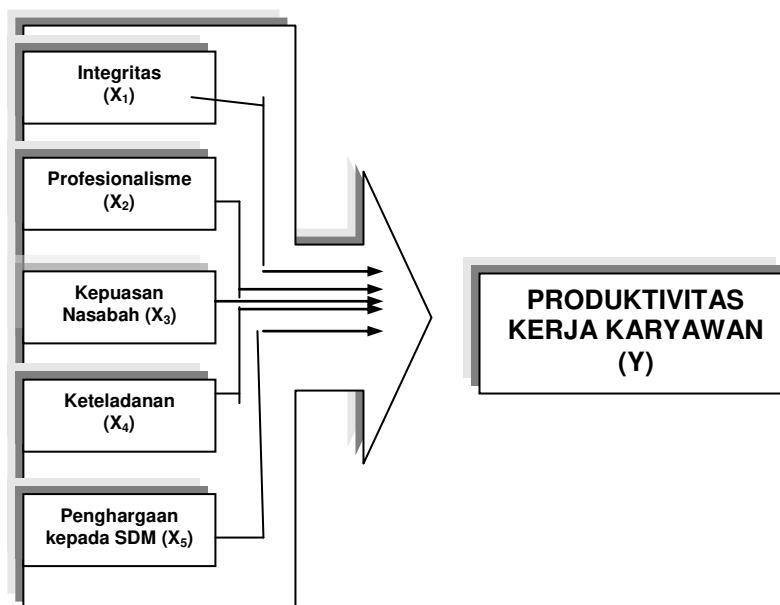 Integritas
(X₁)
Profesionalisme
(X₂)
Kepuasan
Nasabah (X₃)
Keteladanan
(X₄)
Penghargaan
kepada SDM (X₅)
PRODUKTIVITAS
KERJA KARYAWAN
(Y)